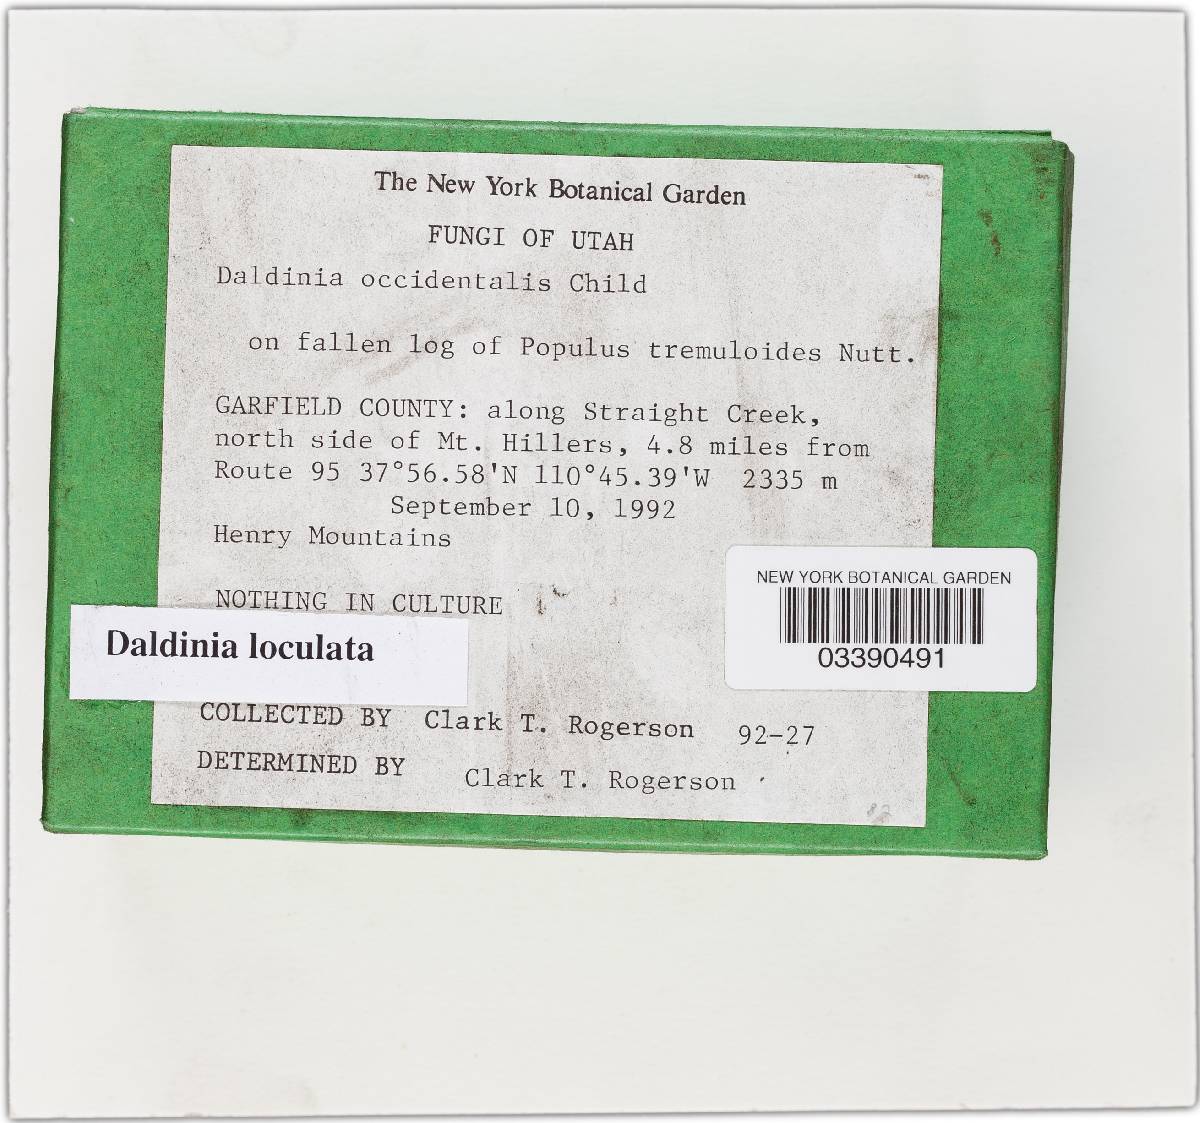 The New York Botanical Garden
FUNGI OF UTAH
Daldinia occidentalis Child
on fallen log of Populus tremuloides Nutt.
GARFIELD COUNTY: along Straight Creek,
north side of Mt. Hillers, 4.8 miles from
Route 95 37°56.58'N 110°45.39'W 2335 m
September 10, 1992
Henry Mountains
NOTHING IN CULTURE
NEW YORK BOTANICAL GARDEN
03390491
Daldinia loculata
COLLECTED BY Clark T. Rogerson 92-27
DETERMINED BY Clark T. Rogerson